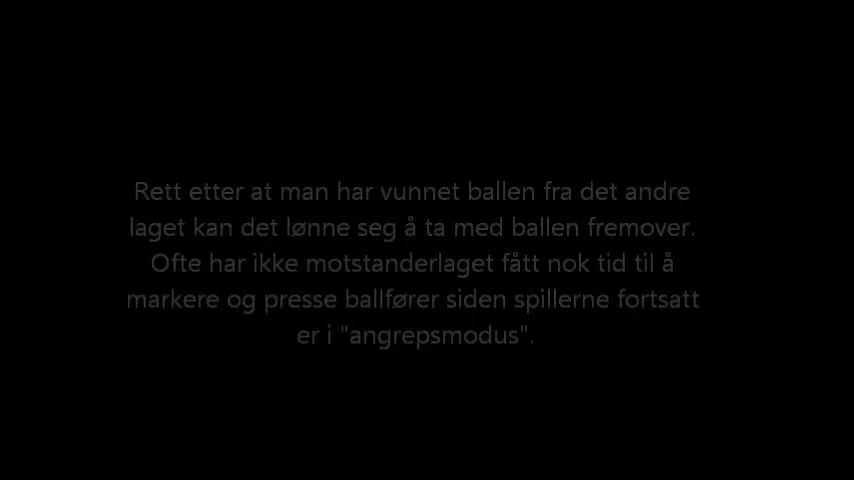 Rett etter at man har vunnet ballen fra det andre
laget kan det lønne seg å ta med ballen fremover.
Ofte har ikke motstanderlaget fått nok tid til å
markere og presse ballfører siden spillerne fortsatt
er i "angrepsmodus".